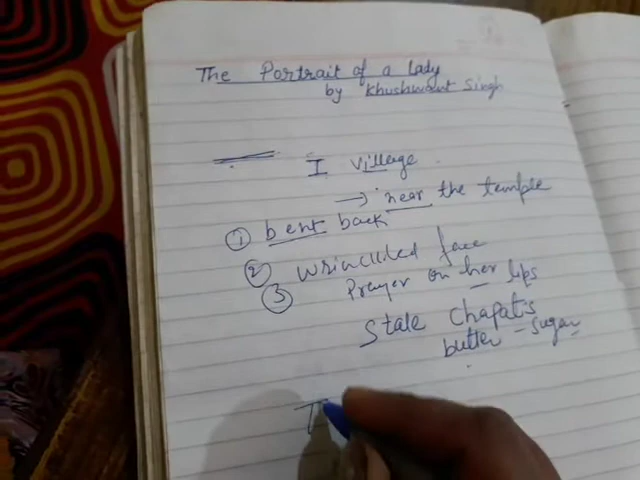 The Portrait of a lady
by Khushwant Singh
I village
→ near the temple
① bent back
② wrinckled face
③ Prayer on her lips
Stale chapatis
butter - sugar
T